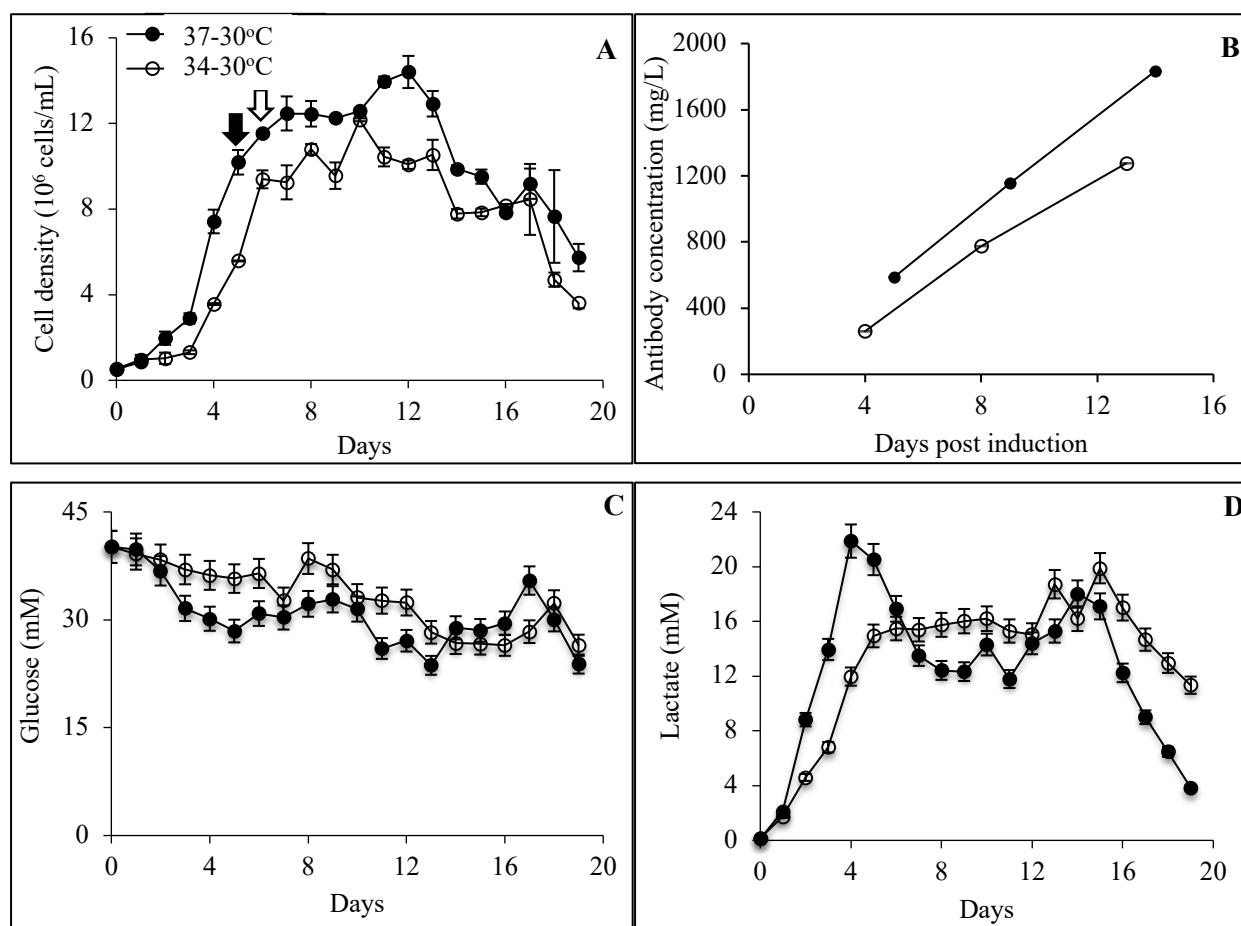 A
37-30°C
34-30°C
Cell density (10⁶ cells/mL)
16
12
8
4
0
0 4 8 12 16 20
Days
B
Antibody concentration (mg/L)
2000
1600
1200
800
400
0
0 4 8 12 16
Days post induction
C
Glucose (mM)
45
30
15
0
0 4 8 12 16 20
Days
D
Lactate (mM)
24
20
16
12
8
4
0
0 4 8 12 16 20
Days